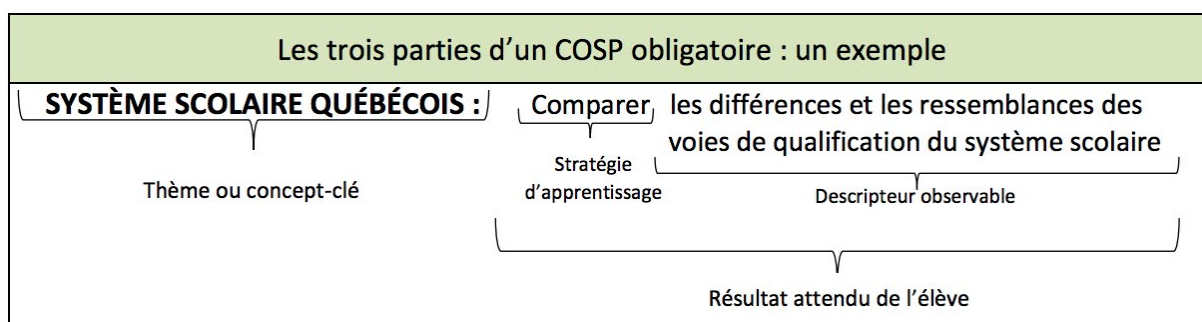 Les trois parties d'un COSP obligatoire : un exemple
SYSTÈME SCOLAIRE QUÉBÉCOIS : Comparer les différences et les ressemblances des
voies de qualification du système scolaire
Stratégie
d'apprentissage
Thème ou concept-clé
Descripteur observable
Résultat attendu de l'élève